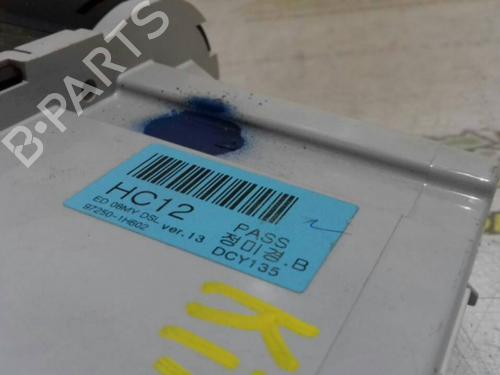 B-PARTS
HC12
ED 08MY DSL
97250-1H602 ver.13
PASS
정미경.B
DCY135